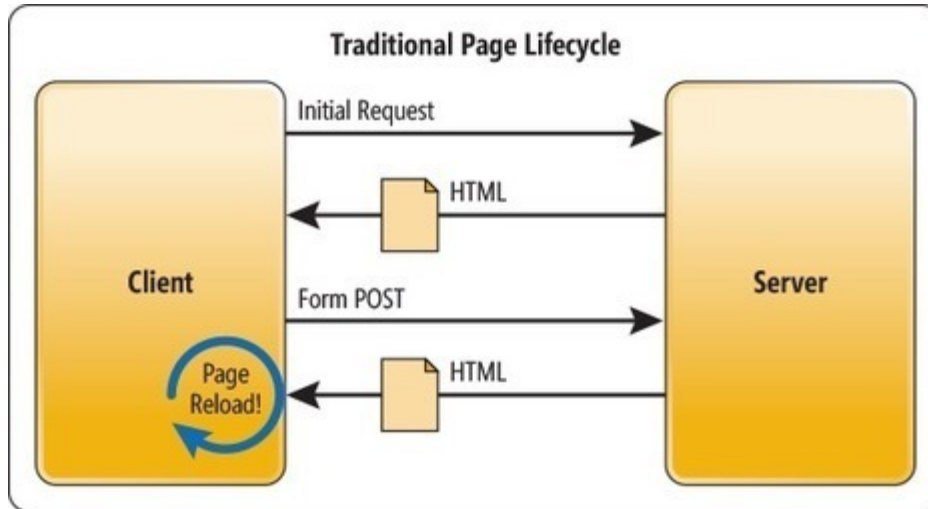 Traditional Page Lifecycle
Initial Request
HTML
Client
Server
Form POST
HTML
Page
Reload!